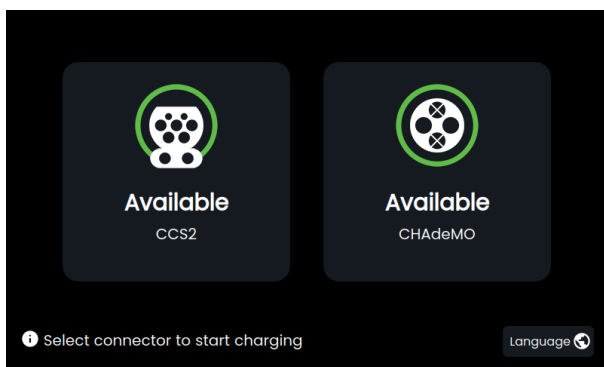 Available
CCS2
Available
CHAdeMO
Select connector to start charging
Language